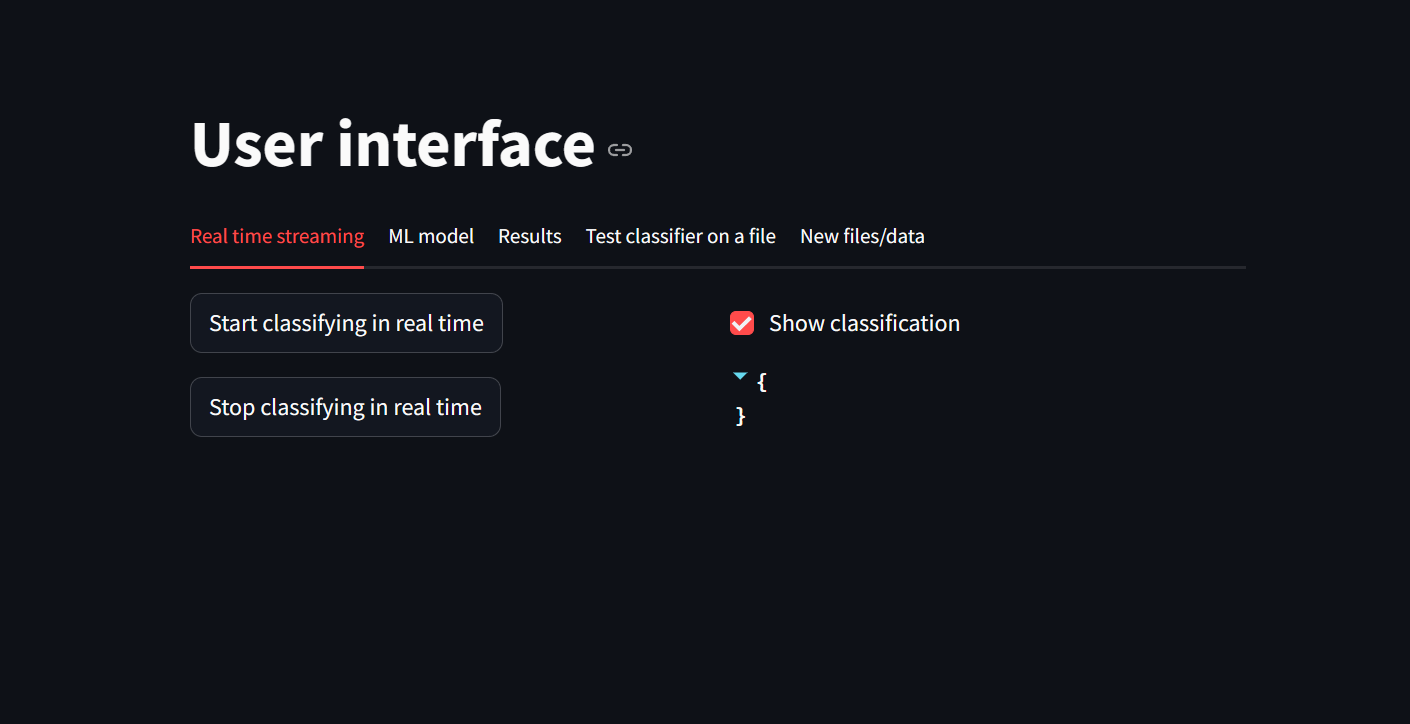 User interface
Real time streaming ML model Results Test classifier on a file New files/data
Start classifying in real time
Show classification
{
}
Stop classifying in real time